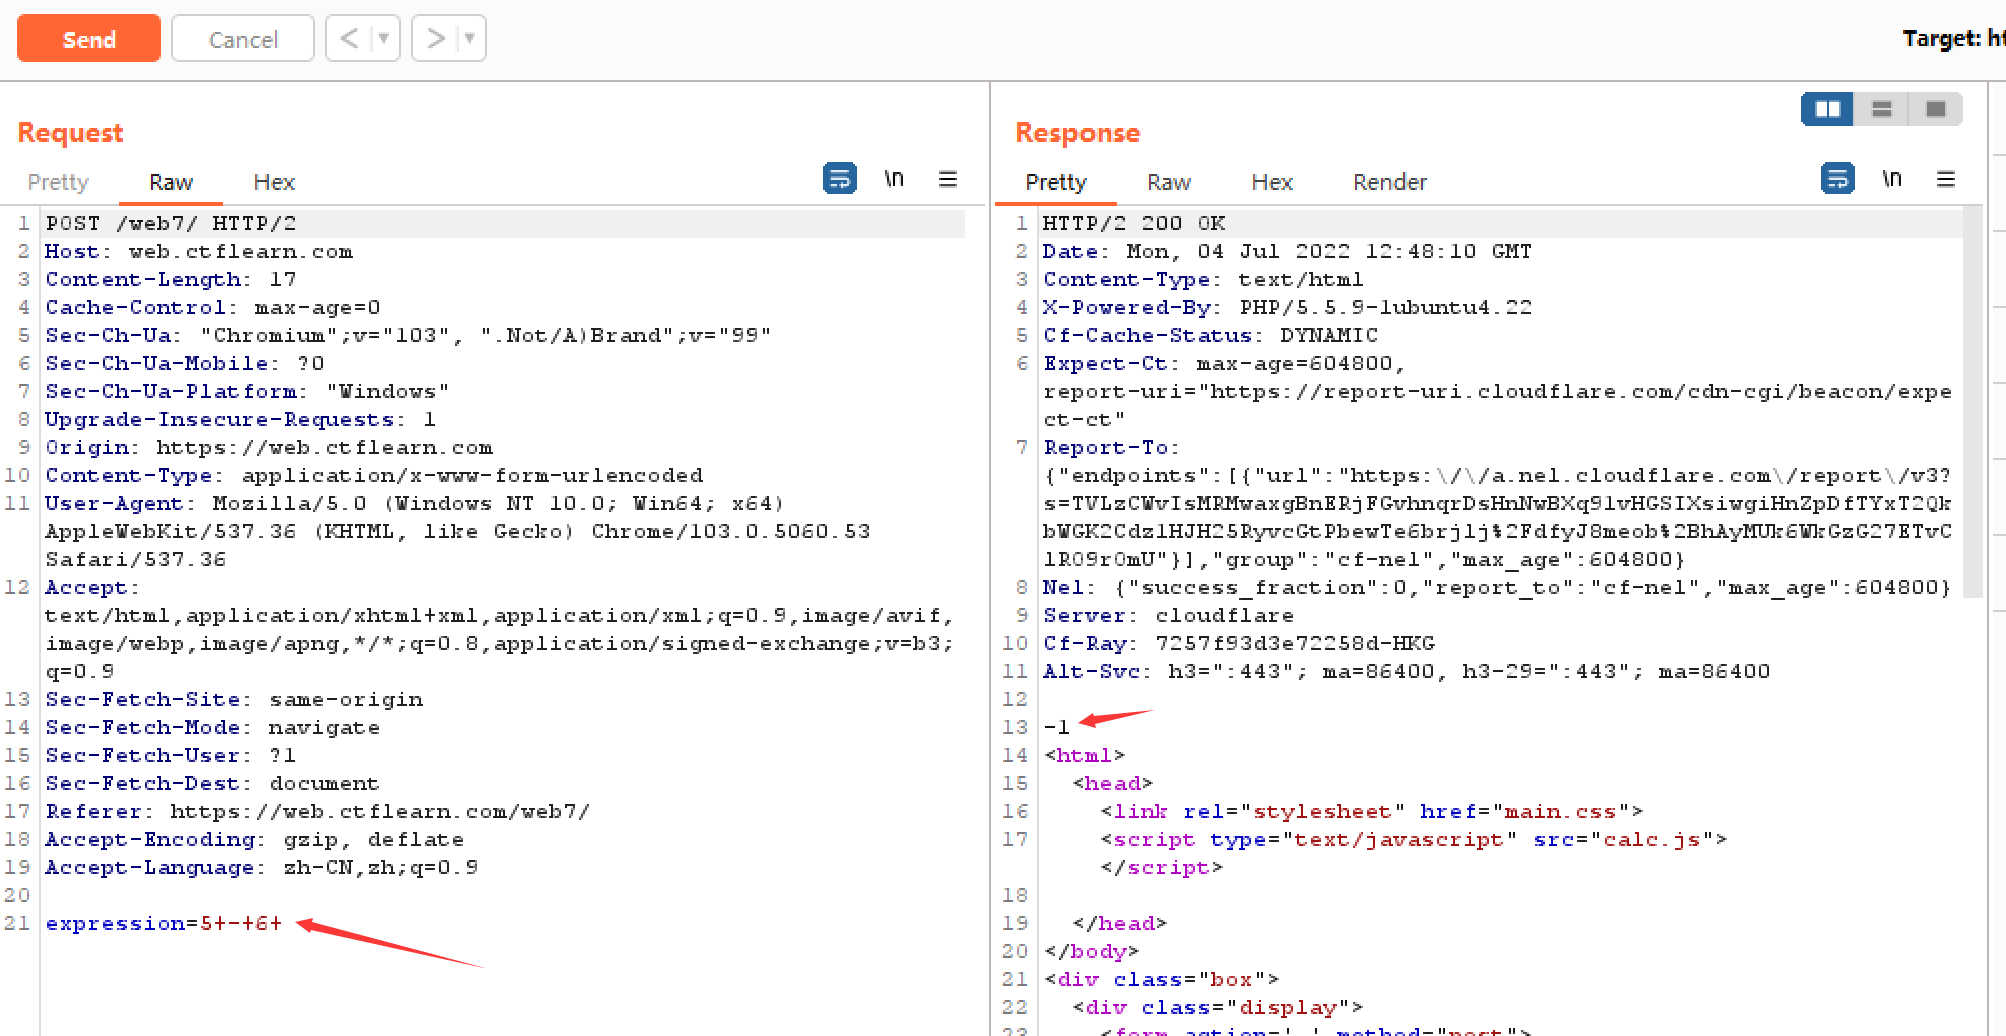 Send
Cancel
<
>
Target: ht
Request
Pretty
Raw
Hex
\n
1 POST /web7/ HTTP/2
2 Host: web.ctflearn.com
3 Content-Length: 17
4 Cache-Control: max-age=0
5 Sec-Ch-Ua: "Chromium";v="103", ".Not/A)Brand";v="99"
6 Sec-Ch-Ua-Mobile: ?0
7 Sec-Ch-Ua-Platform: "Windows"
8 Upgrade-Insecure-Requests: 1
9 Origin: https://web.ctflearn.com
10 Content-Type: application/x-www-form-urlencoded
11 User-Agent: Mozilla/5.0 (Windows NT 10.0; Win64; x64)
AppleWebKit/537.36 (KHTML, like Gecko) Chrome/103.0.5060.53
Safari/537.36
12 Accept:
text/html,application/xhtml+xml,application/xml;q=0.9,image/avif,
image/webp,image/apng,*/*;q=0.8,application/signed-exchange;v=b3;
q=0.9
13 Sec-Fetch-Site: same-origin
14 Sec-Fetch-Mode: navigate
15 Sec-Fetch-User: ?1
16 Sec-Fetch-Dest: document
17 Referer: https://web.ctflearn.com/web7/
18 Accept-Encoding: gzip, deflate
19 Accept-Language: zh-CN,zh;q=0.9
20
21 expression=5+-+6+
Response
Pretty
Raw
Hex
Render
\n
1 HTTP/2 200 OK
2 Date: Mon, 04 Jul 2022 12:48:10 GMT
3 Content-Type: text/html
4 X-Powered-By: PHP/5.5.9-1ubuntu4.22
5 Cf-Cache-Status: DYNAMIC
6 Expect-Ct: max-age=604800,
report-uri="https://report-uri.cloudflare.com/cdn-cgi/beacon/expe
ct-ct"
7 Report-To:
{"endpoints":[{"url":"https:\/\/a.nel.cloudflare.com\/report\/v3?
s=TVLzCWvIsMRMwaxgBnERjFGvhnqrDsHnNwBXq9lvHGSIXsiwgiHnZpDfTYxT2Qk
bWGK2Cdz1HJH25RyvcGtPbewTe6brjlj%2FdfyJ8meob%2BhAyMUk6WkGzG27ETvC
lR09r0mU"}],"group":"cf-nel","max_age":604800}
8 Nel: {"success_fraction":0,"report_to":"cf-nel","max_age":604800}
9 Server: cloudflare
10 Cf-Ray: 7257f93d3e72258d-HKG
11 Alt-Svc: h3=":443"; ma=86400, h3-29=":443"; ma=86400
12
13 -1
14 <html>
15 <head>
16 <link rel="stylesheet" href="main.css">
17 <script type="text/javascript" src="calc.js">
</script>
18
19 </head>
20 </body>
21 <div class="box">
22 <div class="display">
23 <form action='.' method="post">